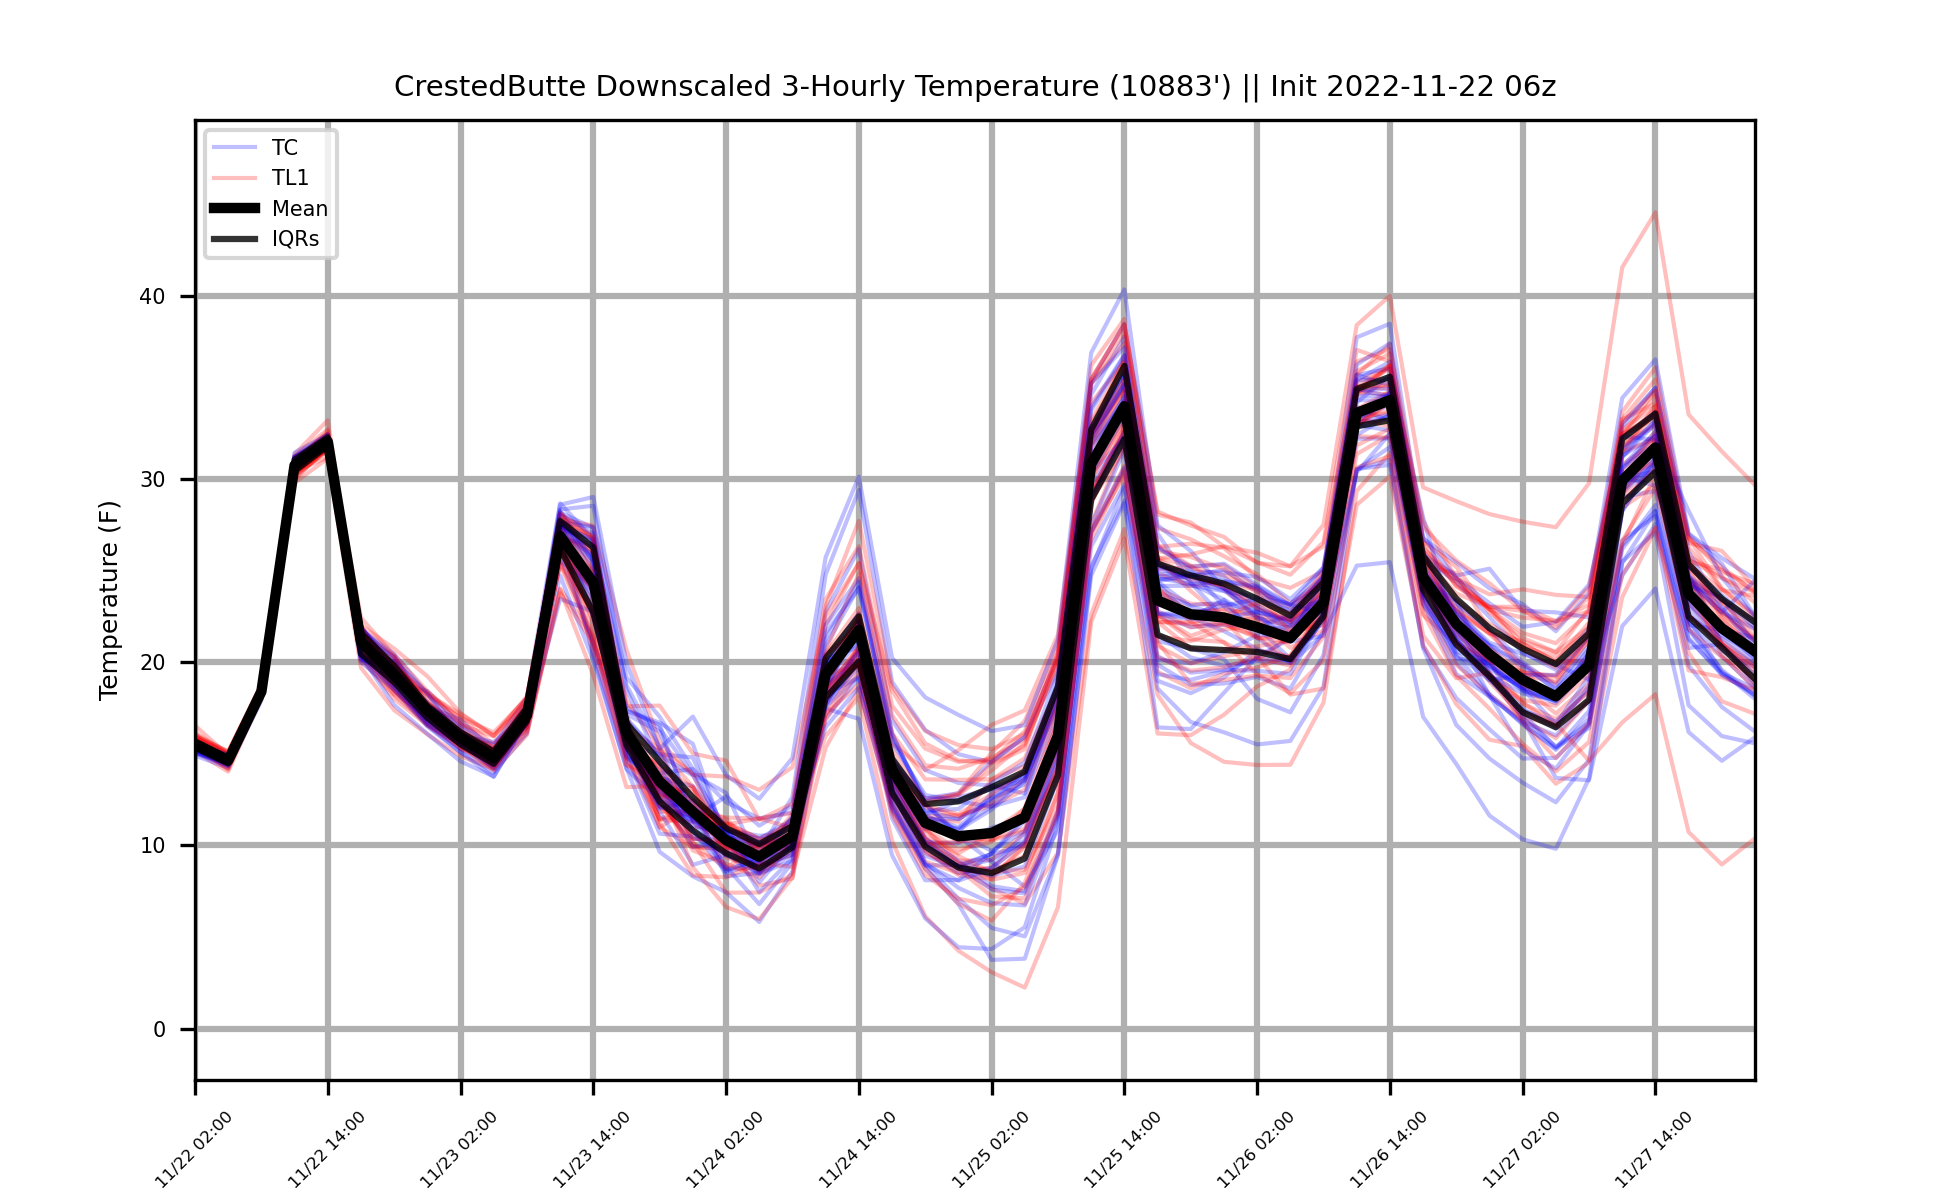 CrestedButte Downscaled 3-Hourly Temperature (10883') || Init 2022-11-22 06z
TC
TL1
Mean
IQRs
Temperature (F)
40
30
20
10
0
11/22 02:00
11/22 14:00
11/23 02:00
11/23 14:00
11/24 02:00
11/24 14:00
11/25 02:00
11/25 14:00
11/26 02:00
11/26 14:00
11/27 02:00
11/27 14:00